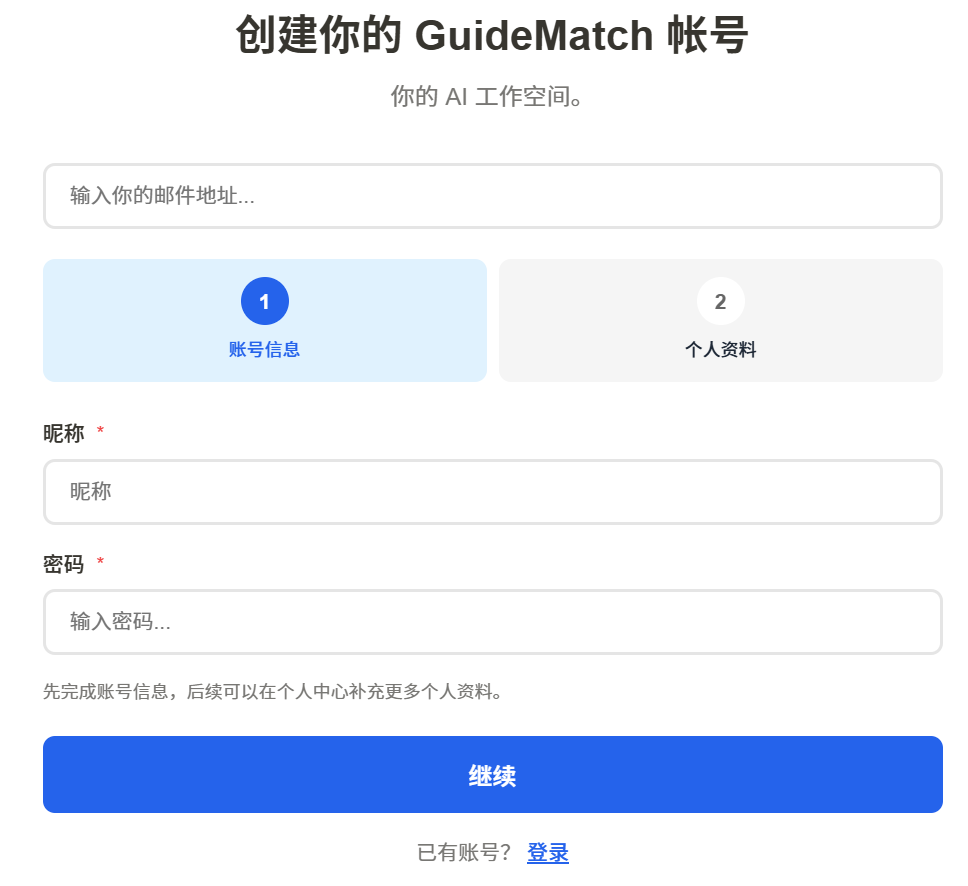 创建你的 GuideMatch 帐号
你的 AI 工作空间。
输入你的邮件地址...
1
账号信息
2
个人资料
昵称 *
昵称
密码 *
输入密码...
先完成账号信息，后续可以在个人中心补充更多个人资料。
继续
已有账号？ 登录